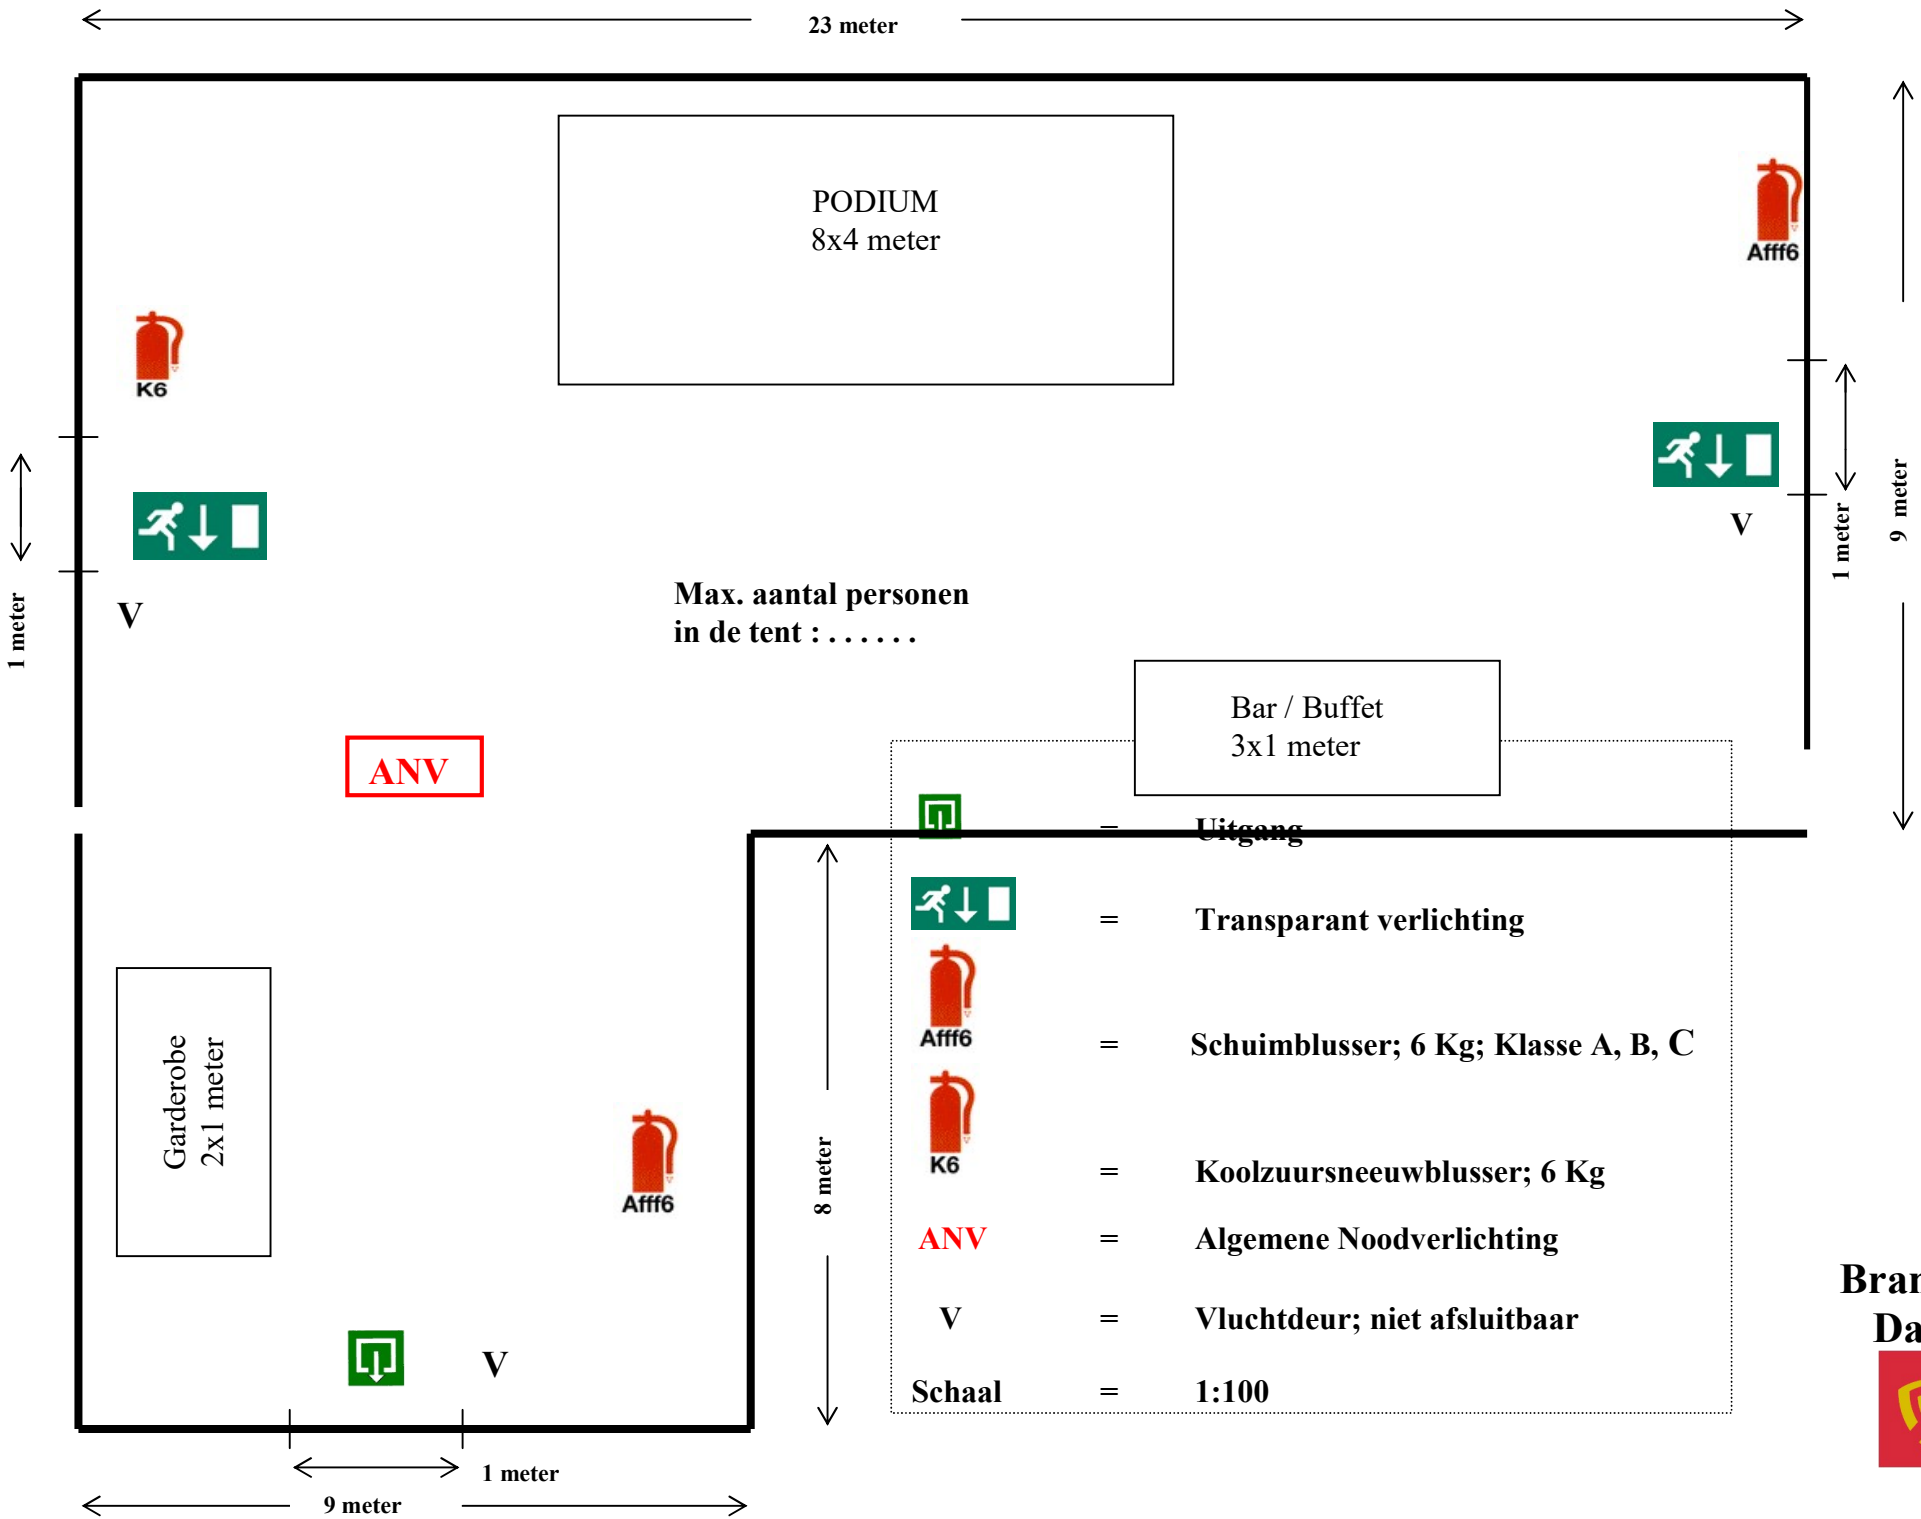 23 meter
PODIUM
8x4 meter
Afff6
K6
1 meter
V
V
1 meter
9 meter
Max. aantal personen
in de tent : . . . . . .
Bar / Buffet
3x1 meter
ANV
= Uitgang
= Transparant verlichting
Afff6 = Schuimblusser; 6 Kg; Klasse A, B, C
K6 = Koolzuursneeuwblusser; 6 Kg
ANV = Algemene Noodverlichting
V = Vluchtdeur; niet afsluitbaar
Schaal = 1:100
Garderobe
2x1 meter
Afff6
8 meter
V
1 meter
9 meter
Bran
Da